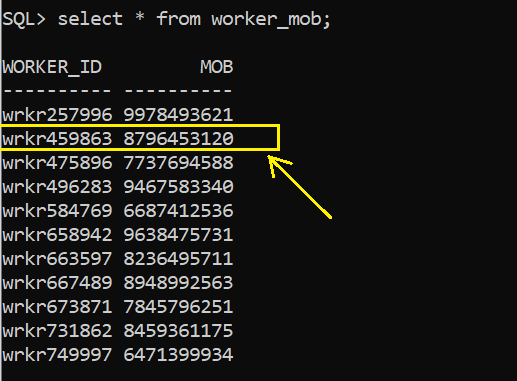 SQL> select * from worker_mob;
WORKER_ID MOB
---------- ----------
wrkr257996 9978493621
wrkr459863 8796453120
wrkr475896 7737694588
wrkr496283 9467583340
wrkr584769 6687412536
wrkr658942 9638475731
wrkr663597 8236495711
wrkr667489 8948992563
wrkr673871 7845796251
wrkr731862 8459361175
wrkr749997 6471399934